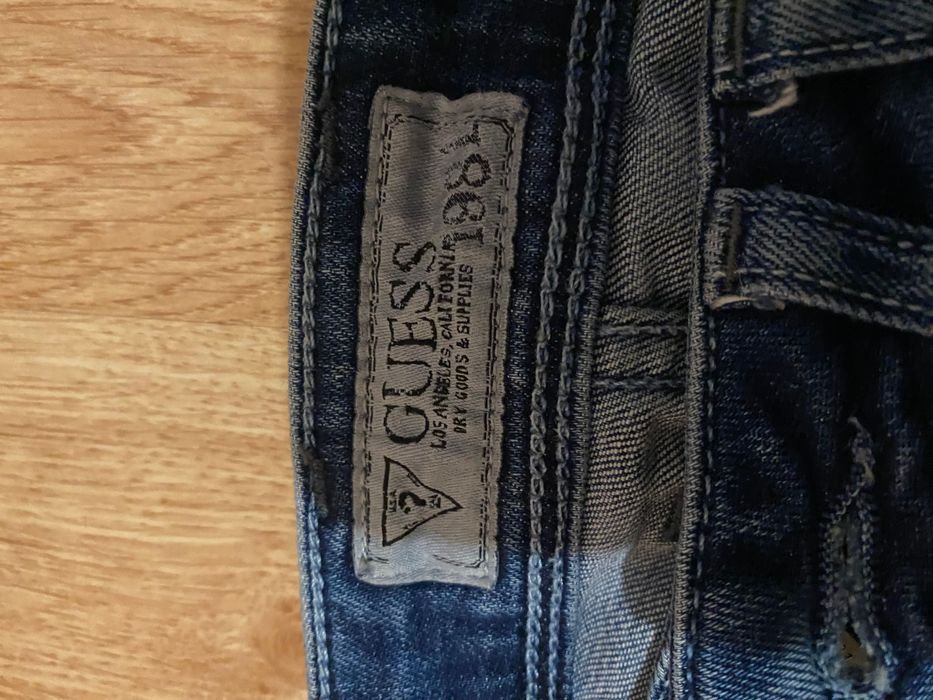 GUESS
LOS ANGELES, CALIFORNIA
DRY GOODS & SUPPLIES
1981
?